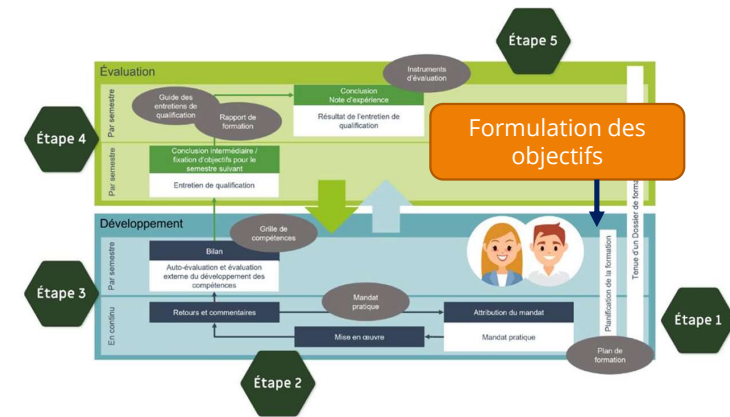 Étape 5
Évaluation
Instruments
d'évaluation
Guide des
entretiens de
qualification
Rapport de
formation
Conclusion
Note d'expérience
Résultat de l'entretien de
qualification
Par semestre
Étape 4
Formulation des
objectifs
Conclusion intermédiaire /
fixation d'objectifs pour le
semestre suivant
Entretien de qualification
Par semestre
Développement
Grille de
compétences
Bilan
Auto-évaluation et évaluation
externe du développement des
compétences
Par semestre
Étape 3
Mandat
pratique
Retours et commentaires
Attribution du mandat
Mise en œuvre
Mandat pratique
En continu
Planification de la formation
Tenue d'un Dossier de
Étape 1
Plan de
formation
Étape 2